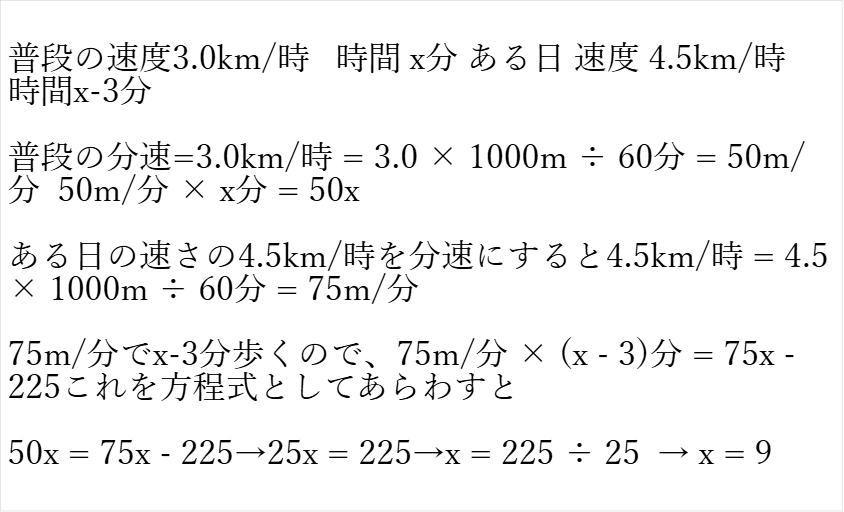 普段の速度3.0km/時   時間 x分 ある日 速度 4.5km/時
時間x-3分
普段の分速=3.0km/時 = 3.0 × 1000m ÷ 60分 = 50m/
分  50m/分 × x分 = 50x
ある日の速さの4.5km/時を分速にすると4.5km/時 = 4.5
× 1000m ÷ 60分 = 75m/分
75m/分でx-3分歩くので、75m/分 × (x - 3)分 = 75x -
225これを方程式としてあらわすと
50x = 75x - 225→25x = 225→x = 225 ÷ 25  → x = 9